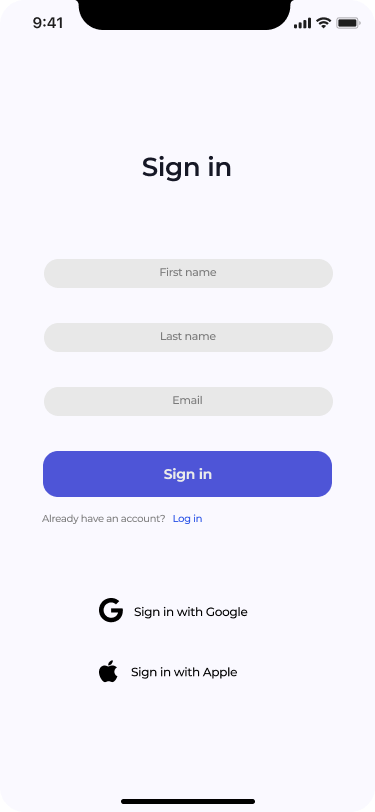 9:41
Sign in
First name
Last name
Email
Sign in
Already have an account? Log in
Sign in with Google
Sign in with Apple